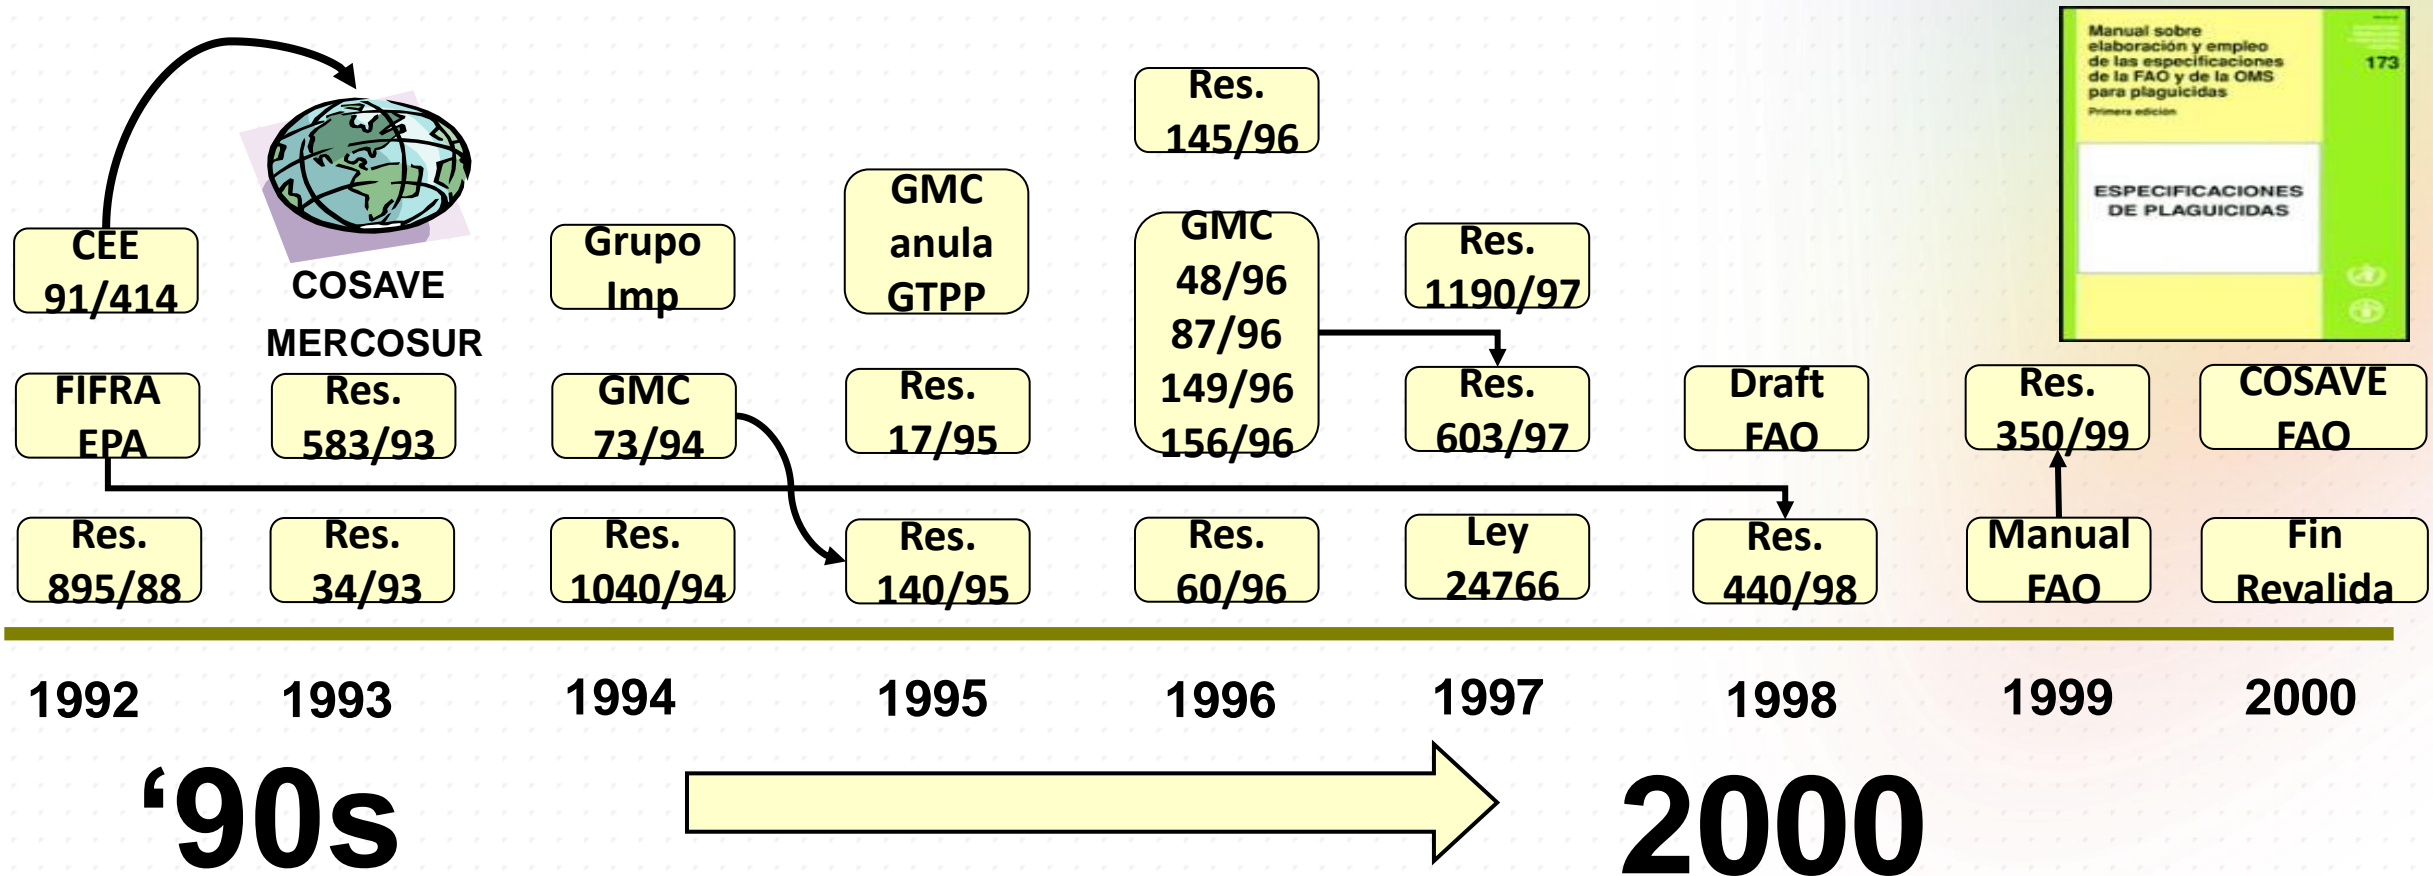 CEE
91/414
FIFRA
EPA
Res.
895/88
COSAVE
MERCOSUR
Res.
583/93
Res.
34/93
Grupo
Imp
GMC
73/94
Res.
1040/94
GMC
anula
GTPP
Res.
17/95
Res.
140/95
Res.
145/96
GMC
48/96
87/96
149/96
156/96
Res.
60/96
Res.
1190/97
Res.
603/97
Ley
24766
Draft
FAO
Res.
440/98
Manual sobre
elaboración y empleo
de las especificaciones
de la FAO y de la OMS
para plaguicidas
Primera edición
173
ESPECIFICACIONES
DE PLAGUICIDAS
Res.
350/99
Manual
FAO
COSAVE
FAO
Fin
Revalida
1992 1993 1994 1995 1996 1997 1998 1999 2000
‘90s 2000